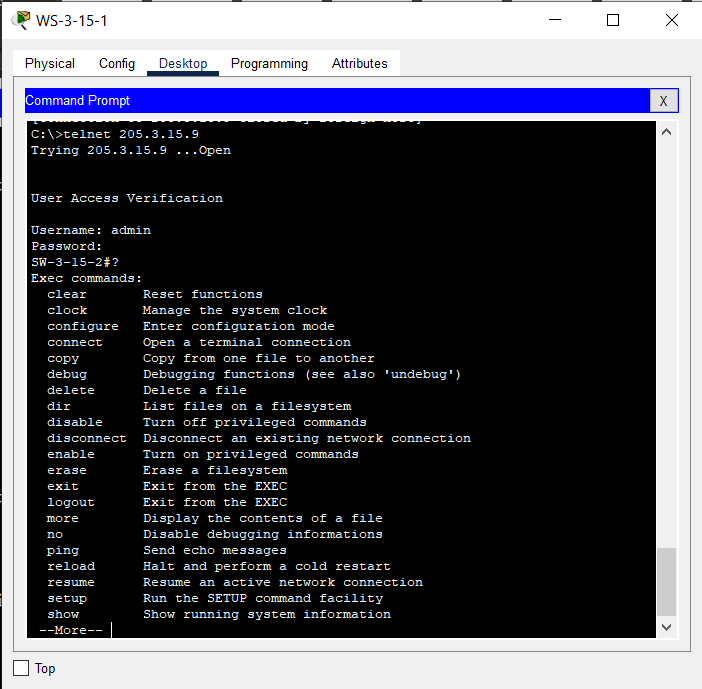 WS-3-15-1
Physical Config Desktop Programming Attributes
Command Prompt X
C:\>telnet 205.3.15.9
Trying 205.3.15.9 ...Open
User Access Verification
Username: admin
Password:
SW-3-15-2#?
Exec commands:
clear Reset functions
clock Manage the system clock
configure Enter configuration mode
connect Open a terminal connection
copy Copy from one file to another
debug Debugging functions (see also 'undebug')
delete Delete a file
dir List files on a filesystem
disable Turn off privileged commands
disconnect Disconnect an existing network connection
enable Turn on privileged commands
erase Erase a filesystem
exit Exit from the EXEC
logout Exit from the EXEC
more Display the contents of a file
no Disable debugging informations
ping Send echo messages
reload Halt and perform a cold restart
resume Resume an active network connection
setup Run the SETUP command facility
show Show running system information
--More--
Top